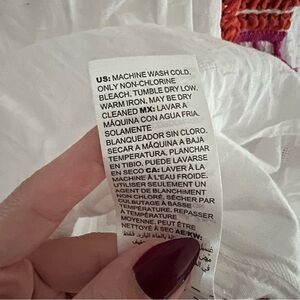 US: MACHINE WASH COLD.
ONLY NON-CHLORINE
BLEACH. TUMBLE DRY LOW.
WARM IRON. MAY BE DRY
CLEANED MX: LAVAR A
MÁQUINA CON AGUA FRIA.
SOLAMENTE
BLANQUEADOR SIN CLORO.
SECAR A MÁQUINA A BAJA
TEMPERATURA. PLANCHAR
EN TIBIO. PUEDE LAVARSE
EN SECO CA: LAVER À LA
MACHINE À L'EAU FROIDE.
UTILISER SEULEMENT UN
AGENT DE BLANCHIMENT
NON CHLORÉ. SÉCHER PAR
CULBUTAGE À BASSE
TEMPÉRATURE. REPASSER
À TEMPÉRATURE
MOYENNE. PEUT ÊTRE
NETTOYÉ À SEC AE/KW: